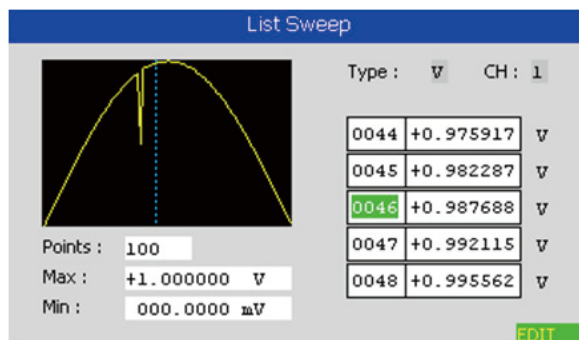 List Sweep
Type : V CH : 1
0044 +0.975917 V
0045 +0.982287 V
0046 +0.987688 V
0047 +0.992115 V
0048 +0.995562 V
Points : 100
Max : +1.000000 V
Min : 000.0000 mV
EDIT